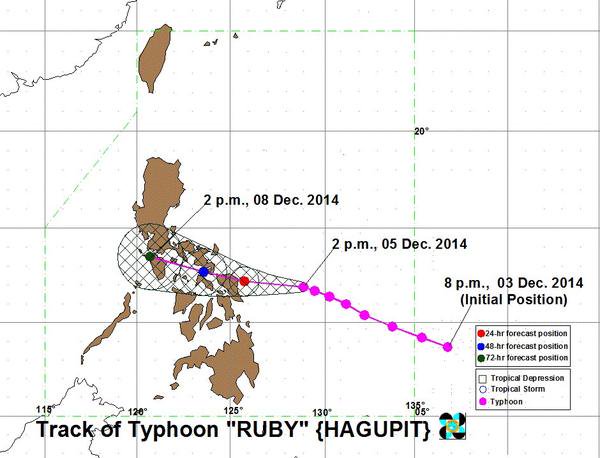 20°
2 p.m., 08 Dec. 2014
2 p.m., 05 Dec. 2014
8 p.m., 03 Dec. 2014
(Initial Position)
24-hr forecast position
48-hr forecast position
72-hr forecast position
Tropical Depression
Tropical Storm
Typhoon
115° 120° 125° 130° 135° 05°
Track of Typhoon "RUBY" {HAGUPIT}